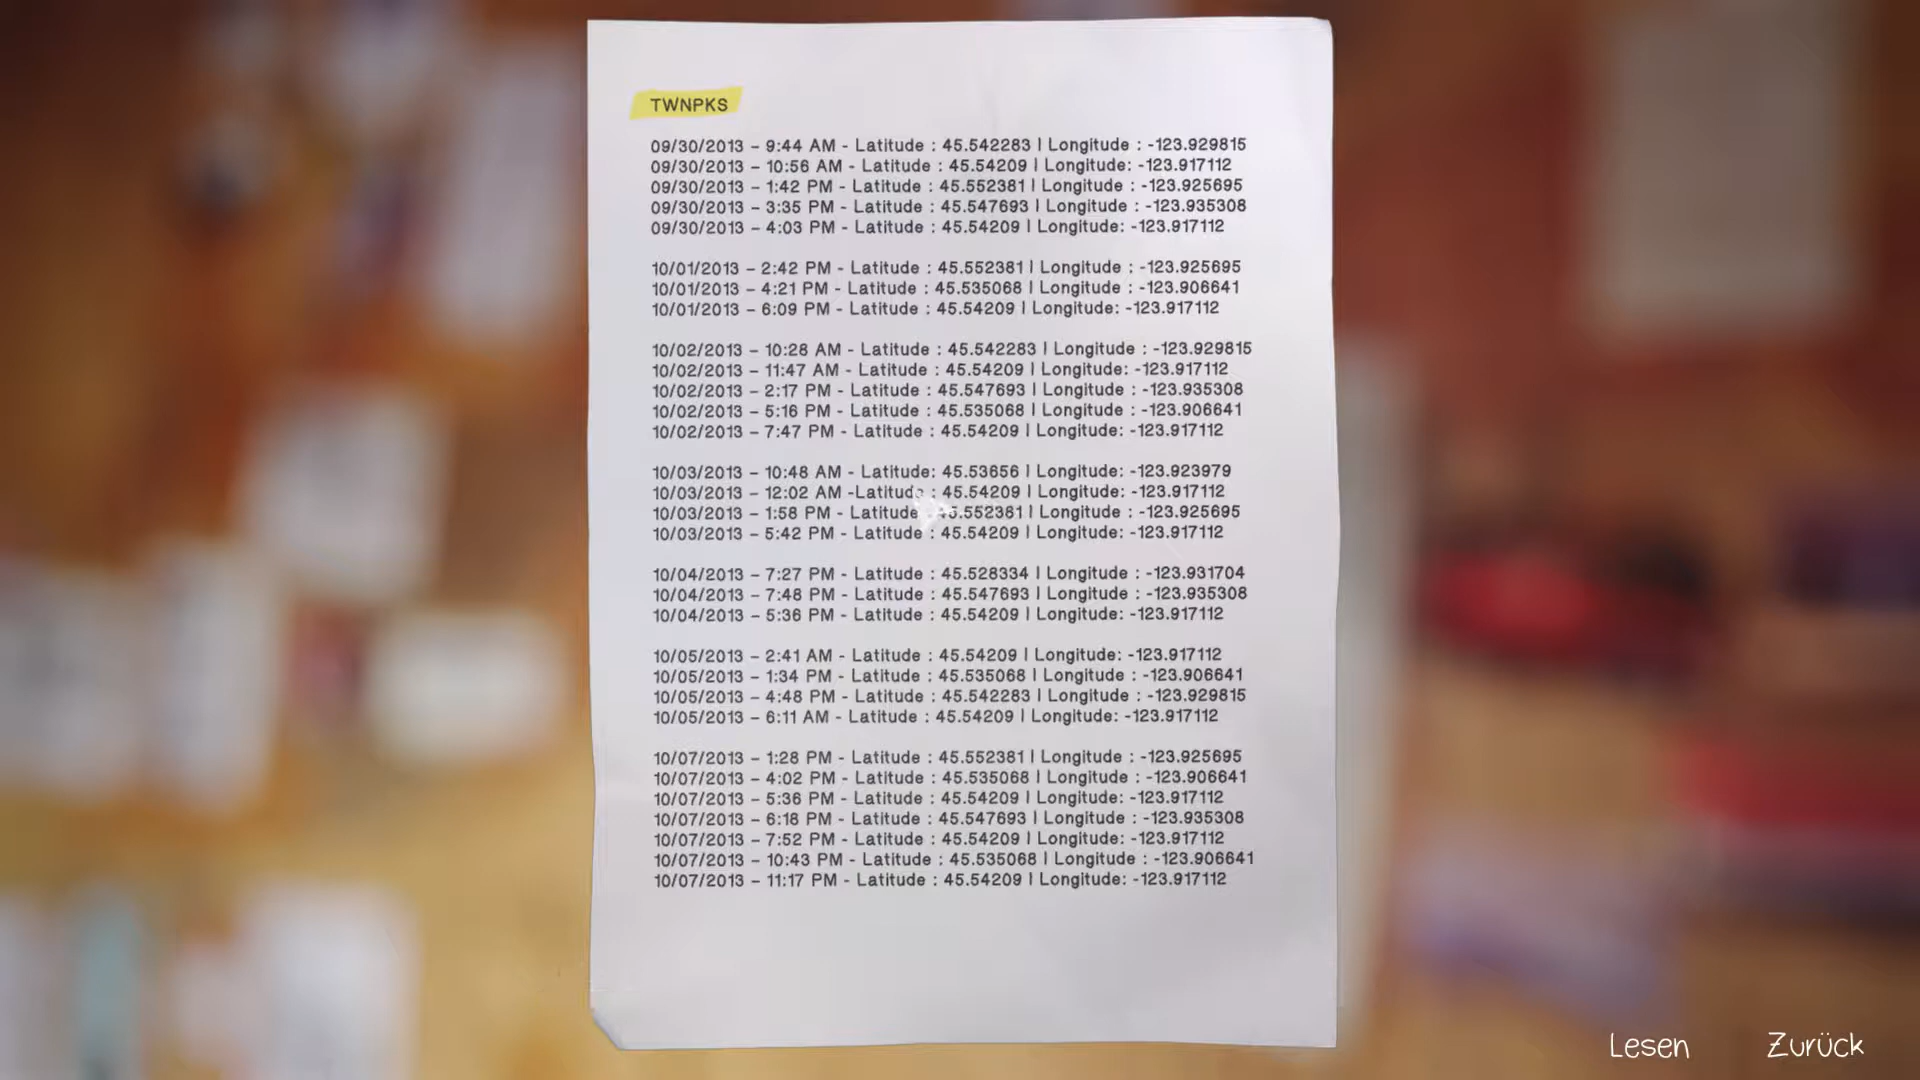 TWNPKS
09/30/2013 – 9:44 AM - Latitude : 45.542283 | Longitude : -123.929815
09/30/2013 – 10:56 AM - Latitude : 45.54209 | Longitude: -123.917112
09/30/2013 – 1:42 PM - Latitude : 45.552381 | Longitude : -123.925695
09/30/2013 – 3:35 PM - Latitude : 45.547693 | Longitude : -123.935308
09/30/2013 – 4:03 PM - Latitude : 45.54209 | Longitude: -123.917112
10/01/2013 – 2:42 PM - Latitude : 45.552381 | Longitude : -123.925695
10/01/2013 – 4:21 PM - Latitude : 45.535068 | Longitude : -123.906641
10/01/2013 – 6:09 PM - Latitude : 45.54209 | Longitude: -123.917112
10/02/2013 – 10:28 AM - Latitude : 45.542283 | Longitude : -123.929815
10/02/2013 – 11:47 AM - Latitude : 45.54209 | Longitude: -123.917112
10/02/2013 – 2:17 PM - Latitude : 45.547693 | Longitude : -123.935308
10/02/2013 – 5:16 PM - Latitude : 45.535068 | Longitude : -123.906641
10/02/2013 – 7:47 PM - Latitude : 45.54209 | Longitude: -123.917112
10/03/2013 – 10:48 AM - Latitude: 45.53656 | Longitude: -123.923979
10/03/2013 – 12:02 AM -Latitude : 45.54209 | Longitude: -123.917112
10/03/2013 – 1:58 PM - Latitude : 45.552381 | Longitude : -123.925695
10/03/2013 – 5:42 PM - Latitude : 45.54209 | Longitude: -123.917112
10/04/2013 – 7:27 PM - Latitude : 45.528334 | Longitude : -123.931704
10/04/2013 – 7:48 PM - Latitude : 45.547693 | Longitude : -123.935308
10/04/2013 – 5:36 PM - Latitude : 45.54209 | Longitude: -123.917112
10/05/2013 – 2:41 AM - Latitude : 45.54209 | Longitude: -123.917112
10/05/2013 – 1:34 PM - Latitude : 45.535068 | Longitude : -123.906641
10/05/2013 – 4:48 PM - Latitude : 45.542283 | Longitude : -123.929815
10/05/2013 – 6:11 AM - Latitude : 45.54209 | Longitude: -123.917112
10/07/2013 – 1:28 PM - Latitude : 45.552381 | Longitude : -123.925695
10/07/2013 – 4:02 PM - Latitude : 45.535068 | Longitude : -123.906641
10/07/2013 – 5:36 PM - Latitude : 45.54209 | Longitude: -123.917112
10/07/2013 – 6:18 PM - Latitude : 45.547693 | Longitude : -123.935308
10/07/2013 – 7:52 PM - Latitude : 45.54209 | Longitude: -123.917112
10/07/2013 – 10:43 PM - Latitude : 45.535068 | Longitude : -123.906641
10/07/2013 – 11:17 PM - Latitude : 45.54209 | Longitude: -123.917112
Lesen Zurück